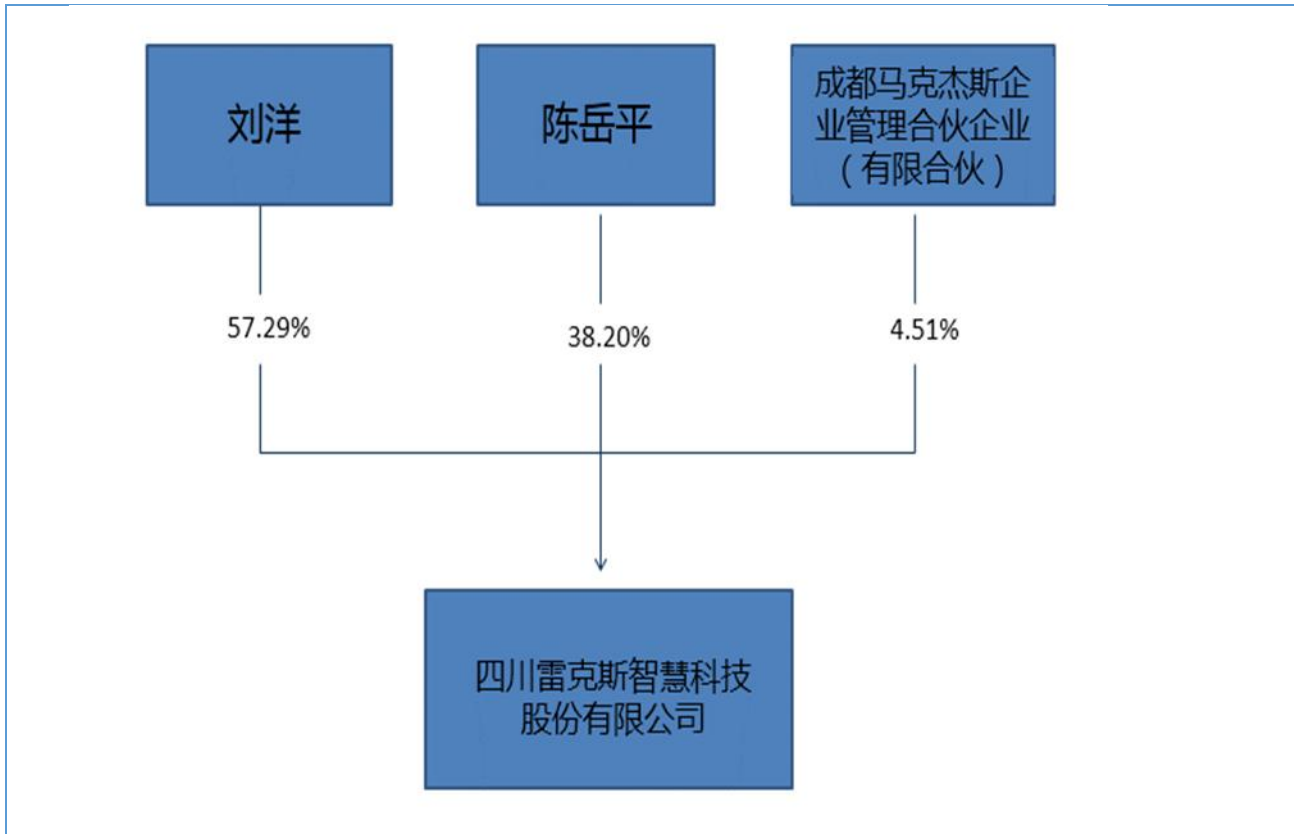 刘洋
陈岳平
成都马克杰斯企
业管理合伙企业
（有限合伙）
57.29%
38.20%
4.51%
四川雷克斯智慧科技
股份有限公司